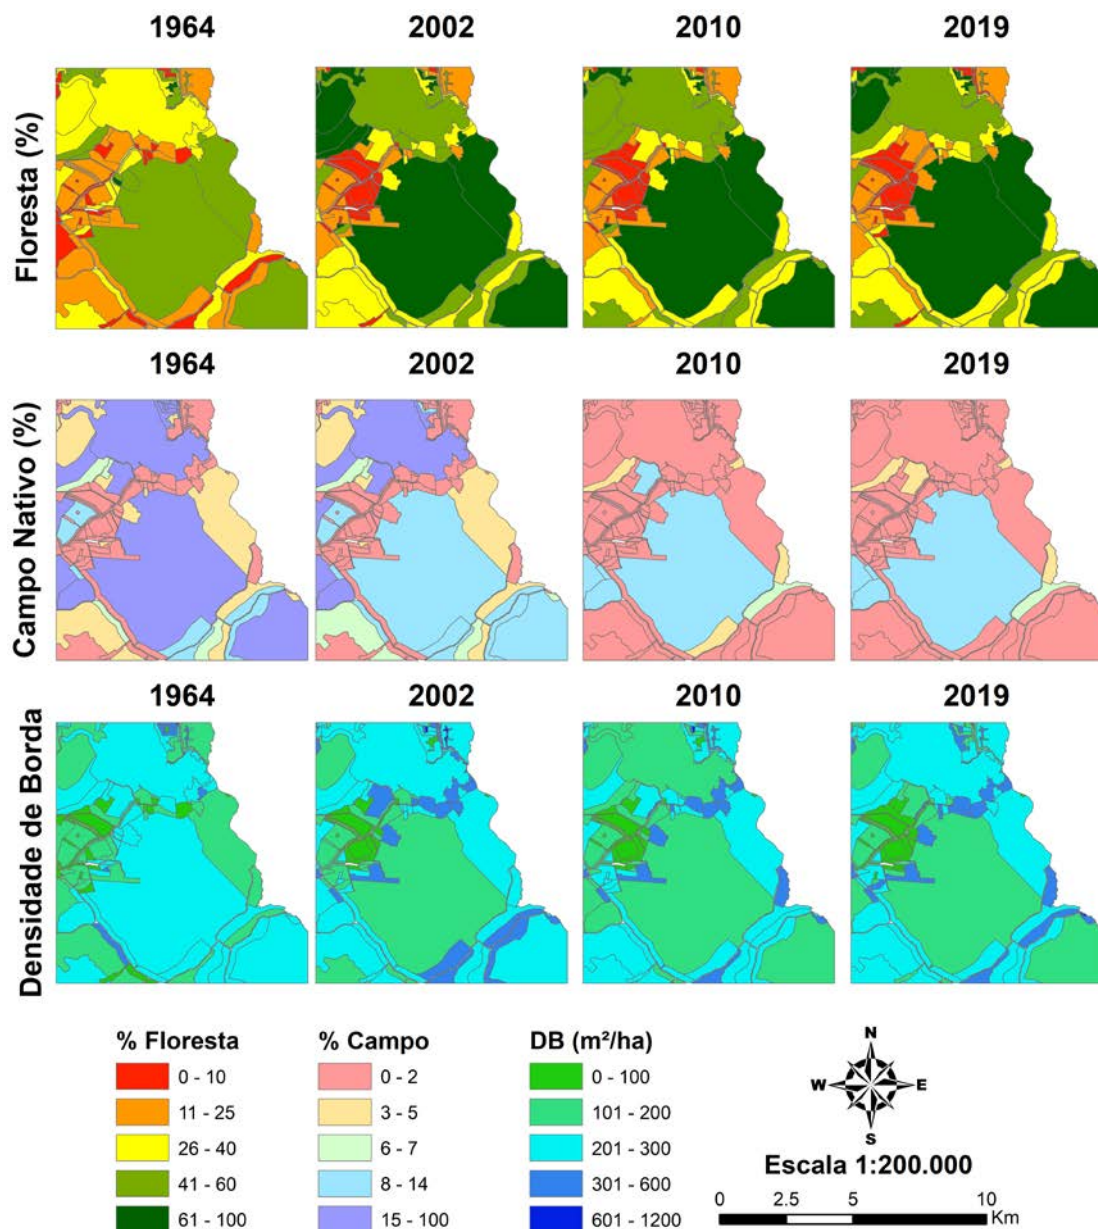 1964 2002 2010 2019
Floresta (%)
1964 2002 2010 2019
Campo Nativo (%)
1964 2002 2010 2019
Densidade de Borda
% Floresta
0 - 10
11 - 25
26 - 40
41 - 60
61 - 100
% Campo
0 - 2
3 - 5
6 - 7
8 - 14
15 - 100
DB (m²/ha)
0 - 100
101 - 200
201 - 300
301 - 600
601 - 1200
N
W E
S
Escala 1:200.000
0 2.5 5 10
Km